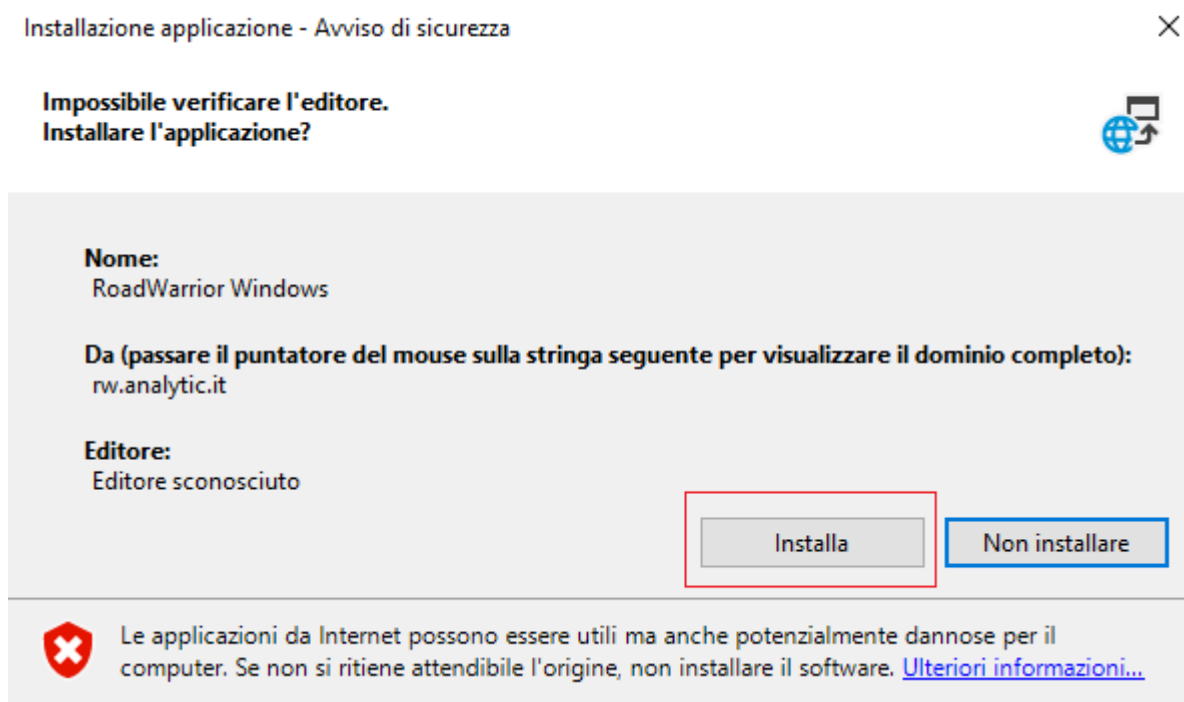 Installazione applicazione - Avviso di sicurezza
Impossibile verificare l'editore.
Installare l'applicazione?
Nome:
RoadWarrior Windows
Da (passare il puntatore del mouse sulla stringa seguente per visualizzare il dominio completo):
rw.analytic.it
Editore:
Editore sconosciuto
Installa
Non installare
Le applicazioni da Internet possono essere utili ma anche potenzialmente dannose per il
computer. Se non si ritiene attendibile l'origine, non installare il software. Ulteriori informazioni...